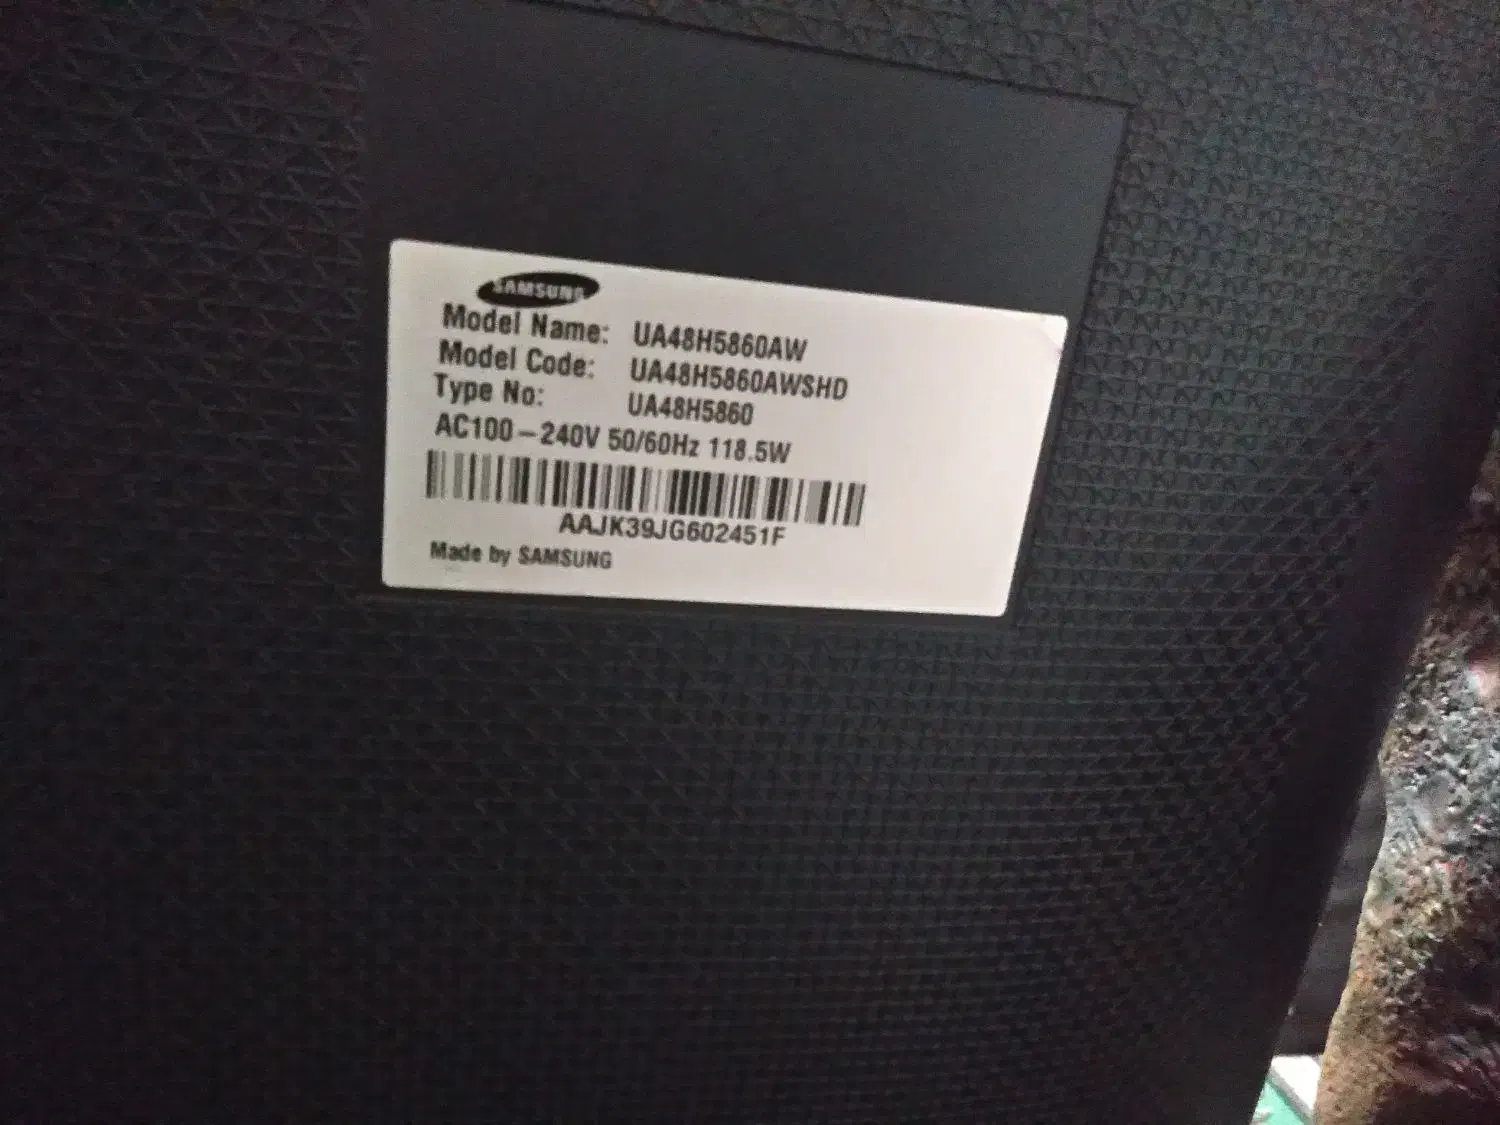 SAMSUNG
Model Name: UA48H5860AW
Model Code: UA48H5860AWSHD
Type No: UA48H5860
AC100-240V 50/60Hz 118.5W
AAJK39JG602451F
Made by SAMSUNG